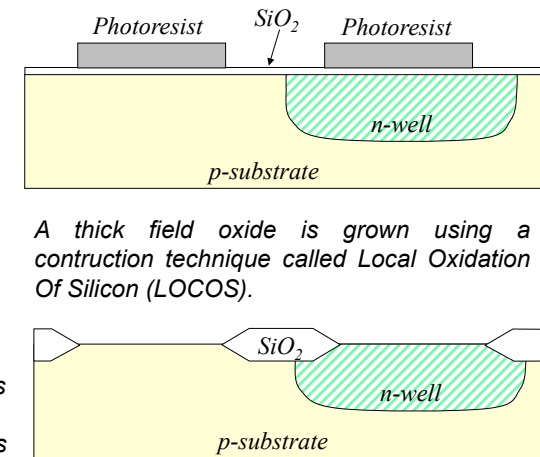 Photoresist SiO2 Photoresist
n-well
p-substrate
A thick field oxide is grown using a
contruction technique called Local Oxidation
Of Silicon (LOCOS).
SiO2
n-well
s
p-substrate
s